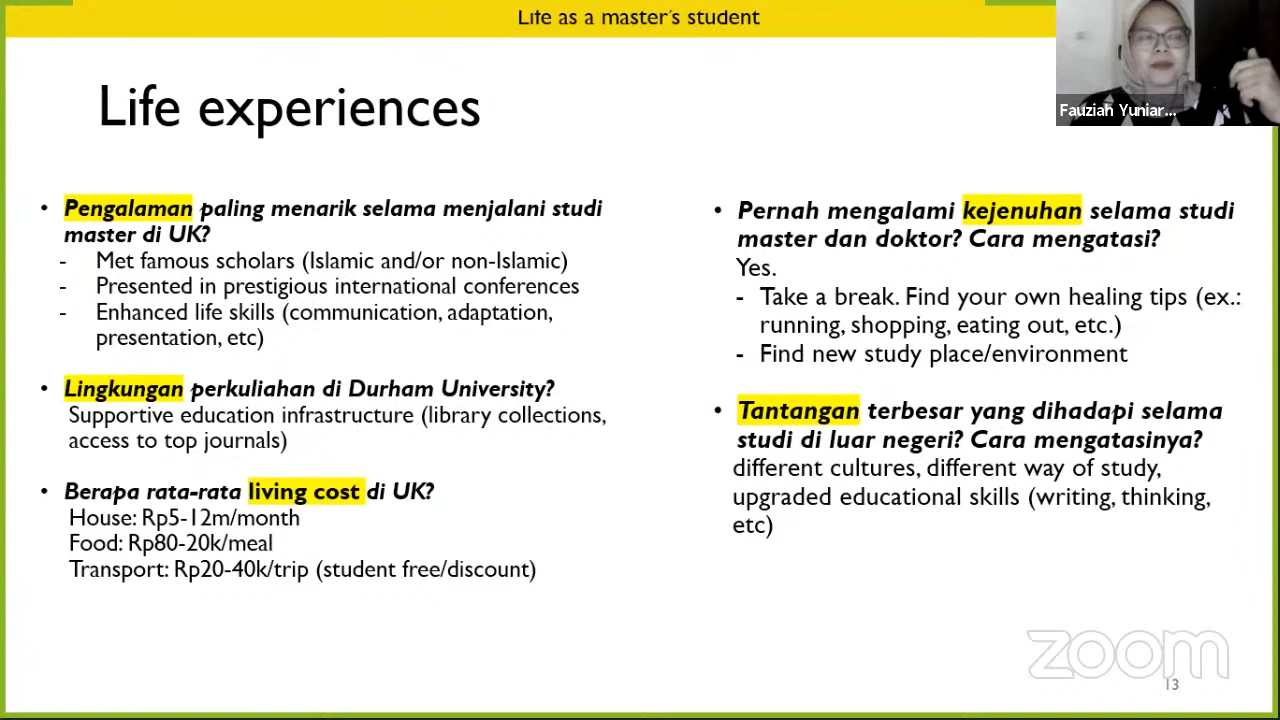 Life as a master's student
Fauziah Yuniar...
Life experiences
• Pengalaman paling menarik selama menjalani studi
master di UK?
- Met famous scholars (Islamic and/or non-Islamic)
- Presented in prestigious international conferences
- Enhanced life skills (communication, adaptation,
presentation, etc)
• Lingkungan perkuliahan di Durham University?
Supportive education infrastructure (library collections,
access to top journals)
• Berapa rata-rata living cost di UK?
House: Rp5-12m/month
Food: Rp80-20k/meal
Transport: Rp20-40k/trip (student free/discount)
• Pernah mengalami kejenuhan selama studi
master dan doktor? Cara mengatasi?
Yes.
- Take a break. Find your own healing tips (ex.:
running, shopping, eating out, etc.)
- Find new study place/environment
• Tantangan terbesar yang dihadapi selama
studi di luar negeri? Cara mengatasinya?
different cultures, different way of study,
upgraded educational skills (writing, thinking,
etc)
zoom
13